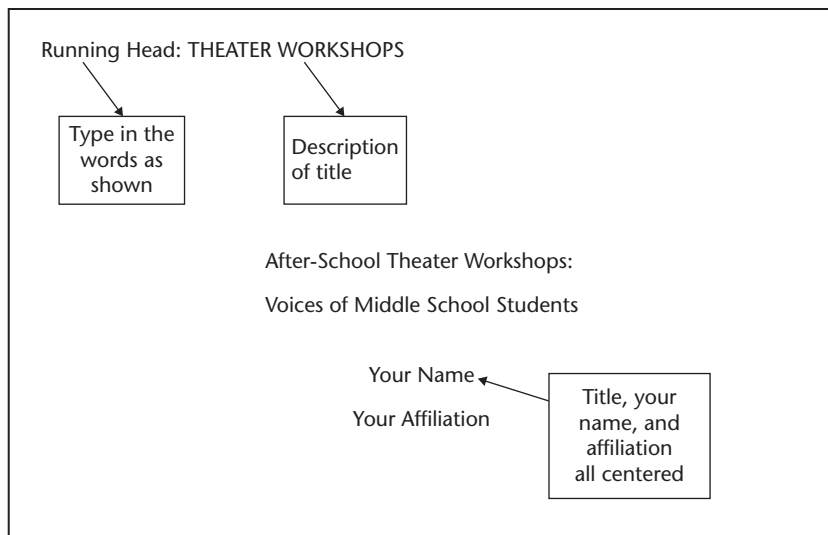 Running Head: THEATER WORKSHOPS
Type in the
words as
shown
Description
of title
After-School Theater Workshops:
Voices of Middle School Students
Your Name
Your Affiliation
Title, your
name, and
affiliation
all centered